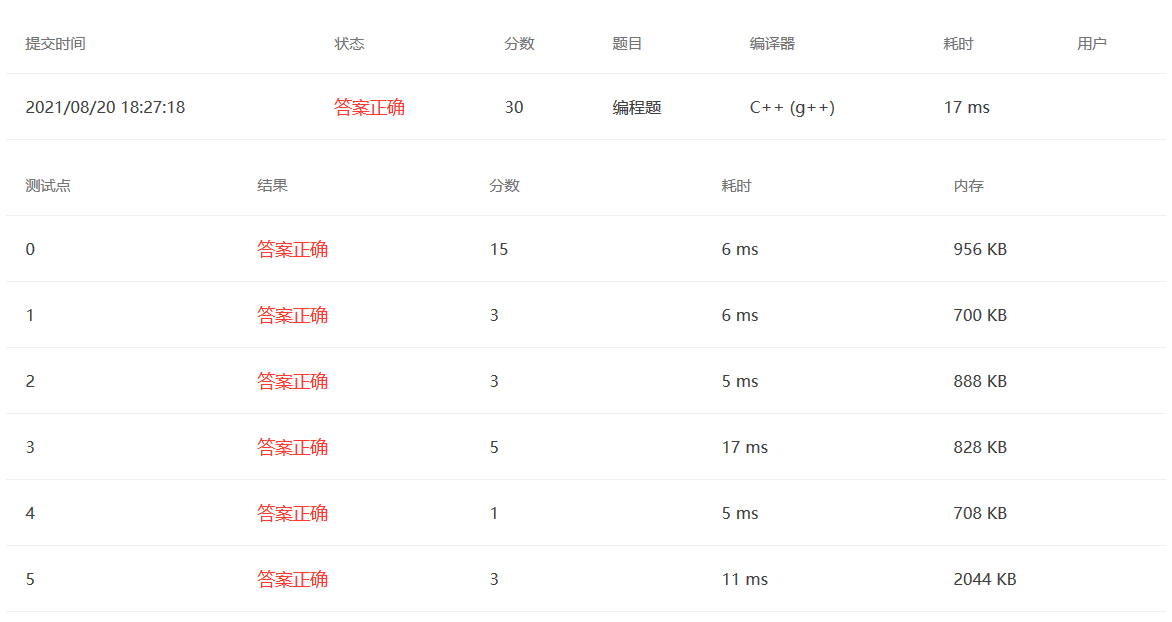 提交时间 状态 分数 题目 编译器 耗时 用户
2021/08/20 18:27:18 答案正确 30 编程题 C++ (g++) 17 ms
测试点 结果 分数 耗时 内存
0 答案正确 15 6 ms 956 KB
1 答案正确 3 6 ms 700 KB
2 答案正确 3 5 ms 888 KB
3 答案正确 5 17 ms 828 KB
4 答案正确 1 5 ms 708 KB
5 答案正确 3 11 ms 2044 KB